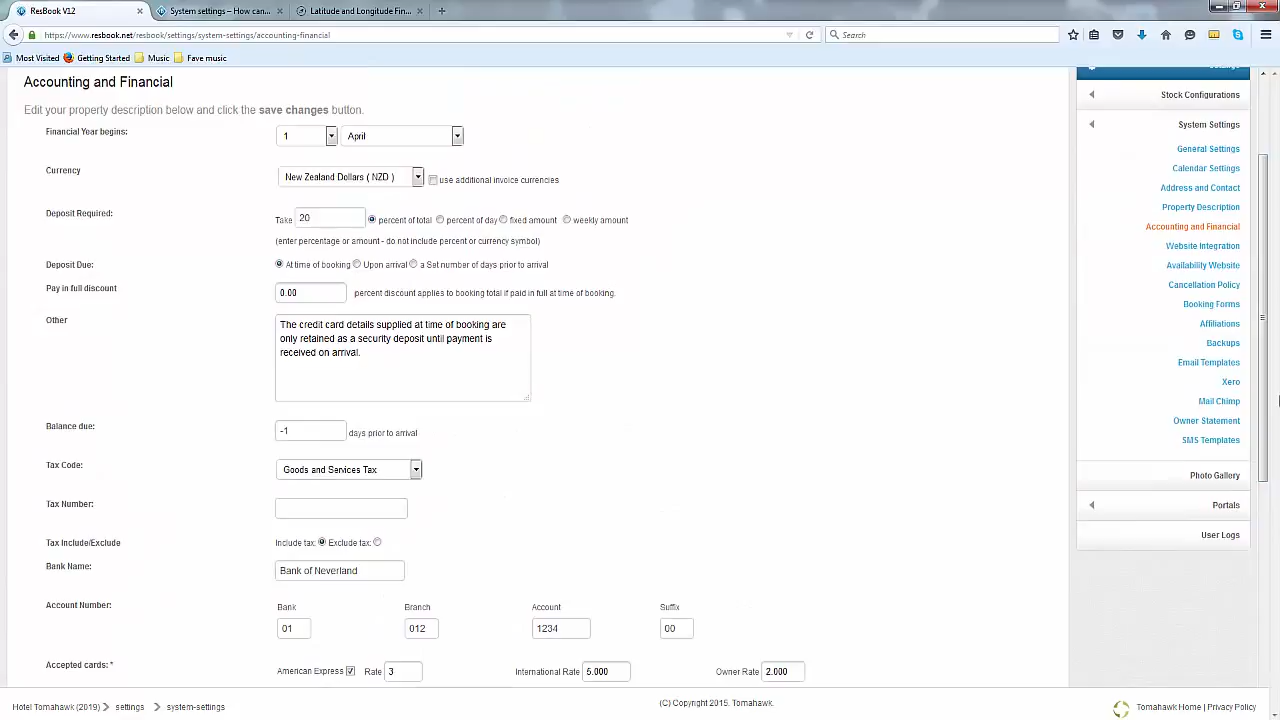 ResBook V12
System settings – How can...
Latitude and Longitude Fin...
https://www.resbook.net/resbook/settings/system-settings/accounting-financial
Search
Most Visited
Getting Started
Music
Fave music
Accounting and Financial
Edit your property description below and click the save changes button.
Financial Year begins:
1
April
Currency
New Zealand Dollars ( NZD )
use additional invoice currencies
Deposit Required:
Take
20
percent of total
percent of day
fixed amount
weekly amount
(enter percentage or amount - do not include percent or currency symbol)
Deposit Due:
At time of booking
Upon arrival
a Set number of days prior to arrival
Pay in full discount
0.00
percent discount applies to booking total if paid in full at time of booking.
Other
The credit card details supplied at time of booking are
only retained as a security deposit until payment is
received on arrival.
Balance due:
-1
days prior to arrival
Tax Code:
Goods and Services Tax
Tax Number:
Tax Include/Exclude
Include tax:
Exclude tax:
Bank Name:
Bank of Neverland
Account Number:
Bank
Branch
Account
Suffix
01
012
1234
00
Accepted cards: *
American Express
Rate
3
International Rate
5.000
Owner Rate
2.000
Stock Configurations
System Settings
General Settings
Calendar Settings
Address and Contact
Property Description
Accounting and Financial
Website Integration
Availability Website
Cancellation Policy
Booking Forms
Affiliations
Backups
Email Templates
Xero
Mail Chimp
Owner Statement
SMS Templates
Photo Gallery
Portals
User Logs
Hotel Tomahawk (2019)
settings
system-settings
(C) Copyright 2015. Tomahawk.
Tomahawk Home | Privacy Policy